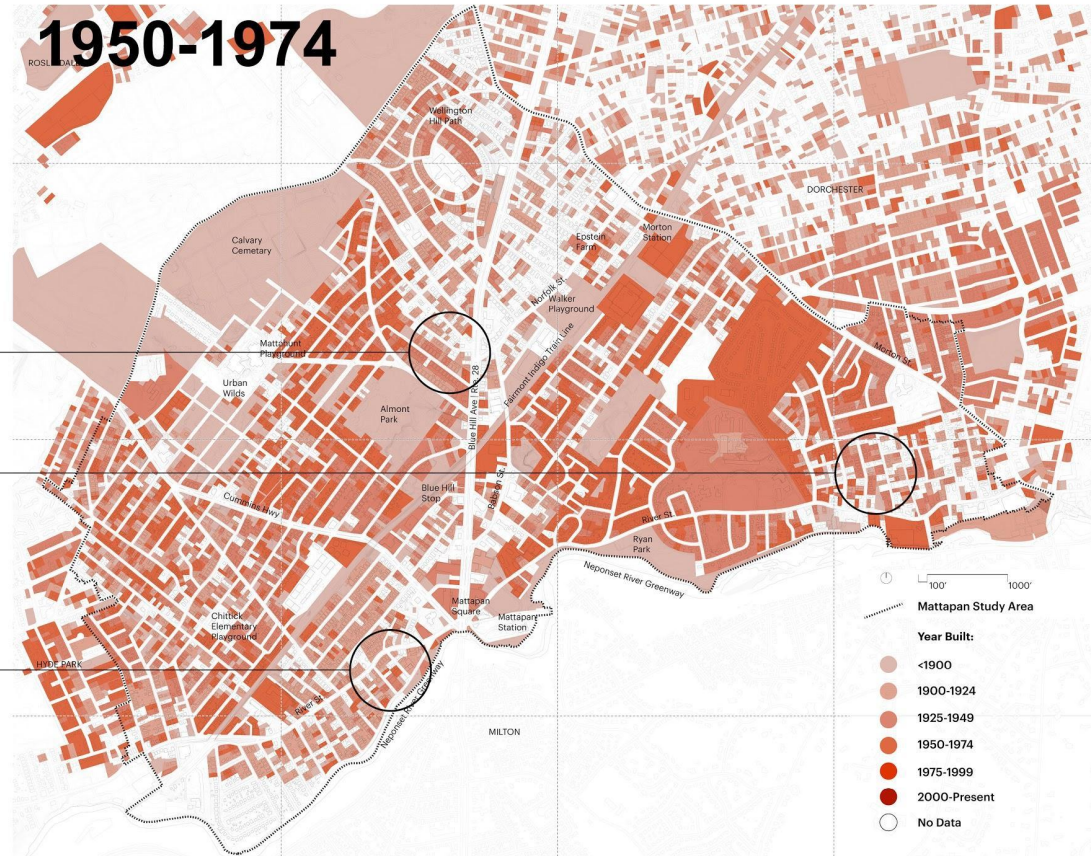 1950-1974
ROSLINDALE
Wellington
Hill Path
DORCHESTER
Calvary
Cemetary
Epstein
Farm
Morton
Station
Norfolk St.
Walker
Playground
Mattahunt
Playground
Fairmont Indigo Train Line
Morton St.
Urban
Wilds
Almont
Park
Blue Hill Ave | Rte. 28
Blue Hill
Stop
Babson St.
Cummins Hwy
River St.
Ryan
Park
Neponset River Greenway
Mattapan
Square
Mattapan
Station
Chittick
Elementary
Playground
HYDE PARK
River St.
Neponset River Greenway
MILTON
100'
1000'
Mattapan Study Area
Year Built:
<1900
1900-1924
1925-1949
1950-1974
1975-1999
2000-Present
No Data